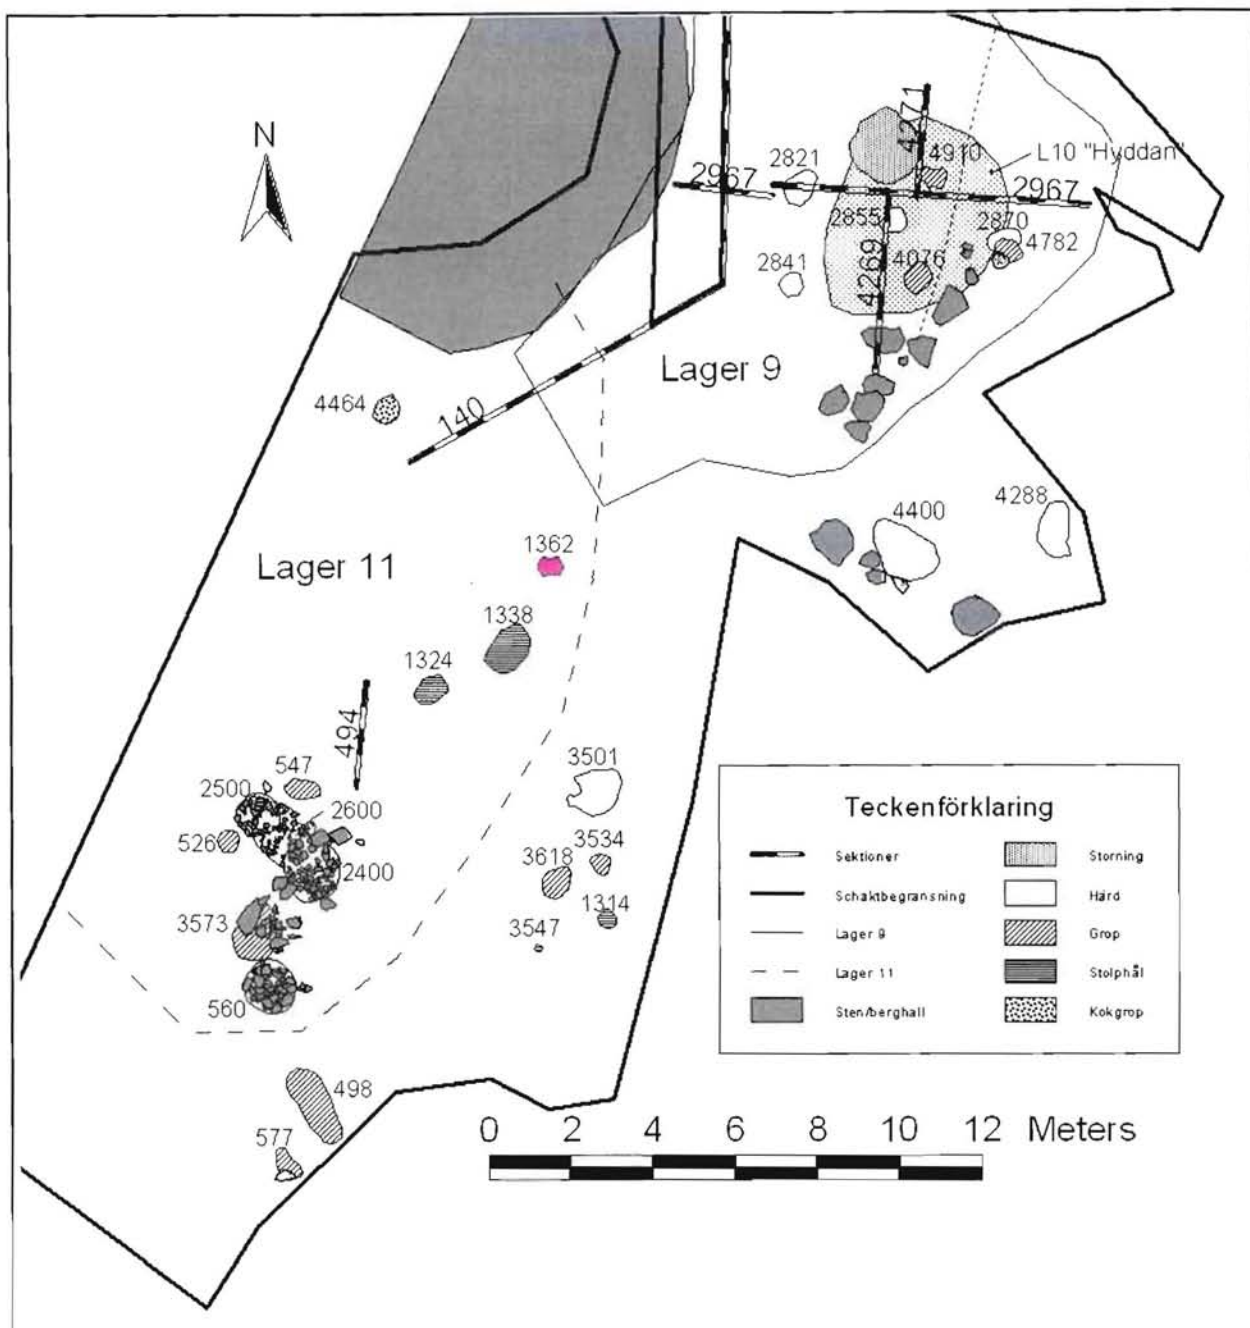 N
4271
2821
4910
L10 "Hyddan"
2967
2967
2855
2870
4782
4269
4076
2841
Lager 9
4464
140
4288
4400
1362
Lager 11
1338
1324
494
3501
547
2500
2600
526
3534
3618
2400
1314
3573
3547
560
498
577
Teckenförklaring
Sektioner
Schaktbegransning
Lager 9
Lager 11
Sten/berghall
Storning
Hard
Grop
Stolphål
Kokgrop
0 2 4 6 8 10 12 Meters